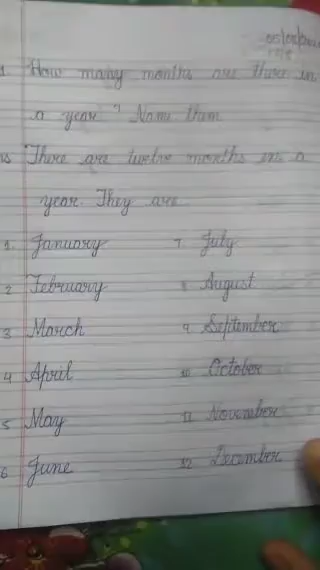 How many months are there in
a year? Name them
There are twelve months in a
year. They are
1. January
2 February
3 March
4 April
5 May
6 June
7 July
8 August
9 September
10 October
11 November
12 December